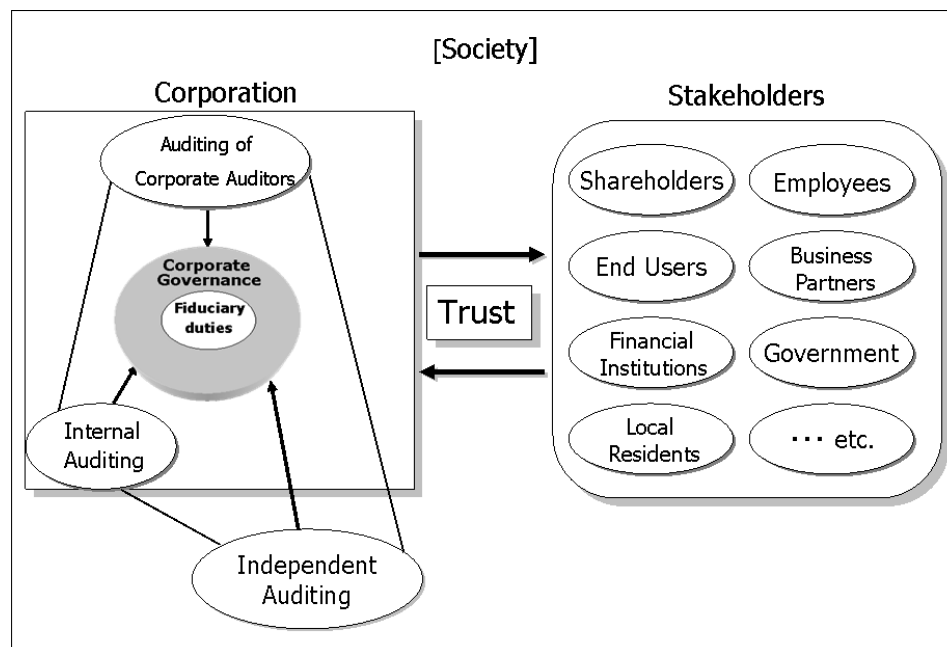 [Society]
Corporation
Auditing of
Corporate Auditors
Corporate
Governance
Fiduciary
duties
Internal
Auditing
Independent
Auditing
Trust
Stakeholders
Shareholders
Employees
End Users
Business
Partners
Financial
Institutions
Government
Local
Residents
··· etc.